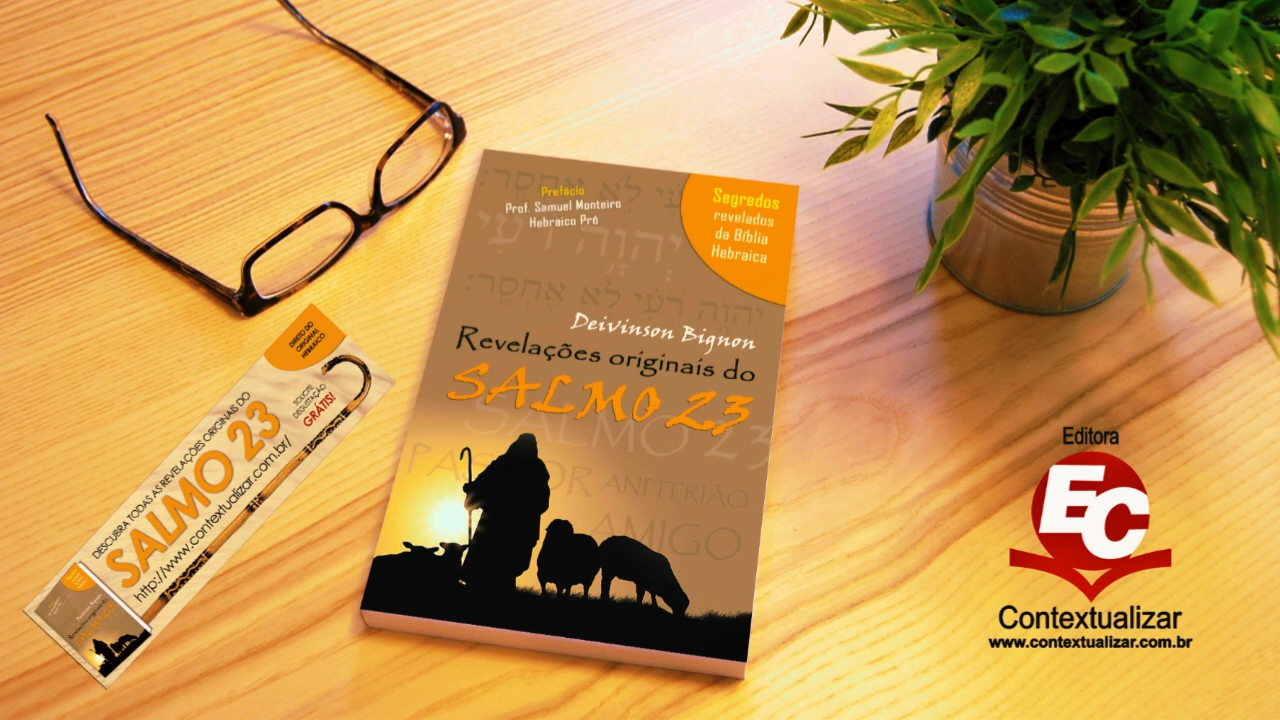 Prefácio
Prof. Samuel Monteiro
Hebraico Pró
Segredos
revelados
da Bíblia
Hebraica
יְהוָה רֹעִי
יְהוָה רֹעִי לֹא אֶחְסָר׃
Deivinson Bignon
Revelações originais do
SALMO 23
SALMO 23
PASTOR ANFITRIÃO
AMIGO
DIRETO DO
ORIGINAL
HEBRAICO
SOLICITE
DEGUSTAÇÃO
GRÁTIS!
DESCUBRA TODAS AS REVELAÇÕES ORIGINAIS DO
SALMO 23
http://www.contextualizar.com.br/
Editora
EC
Contextualizar
www.contextualizar.com.br